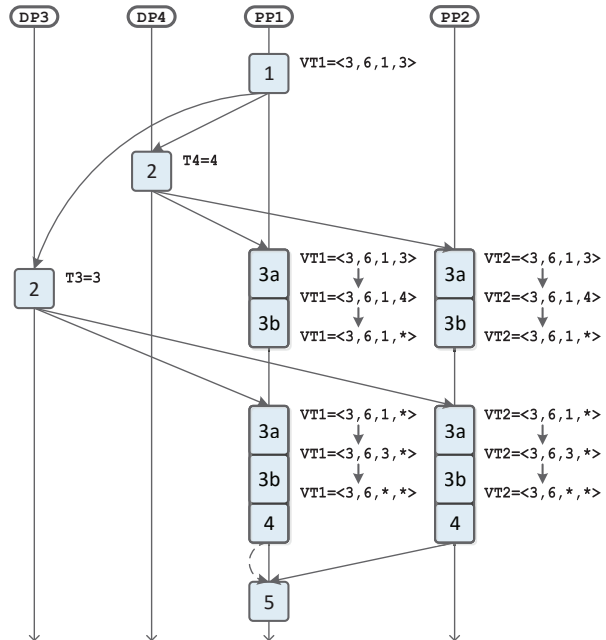 DP3 DP4 PP1 PP2
1 VT1=<3,6,1,3>
2 T4=4
3a VT1=<3,6,1,3> 3a VT2=<3,6,1,3>
2 T3=3
VT1=<3,6,1,4> VT2=<3,6,1,4>
3b VT1=<3,6,1,*> 3b VT2=<3,6,1,*>
3a VT1=<3,6,1,*> 3a VT2=<3,6,1,*>
VT1=<3,6,3,*> VT2=<3,6,3,*>
3b VT1=<3,6,*,*> 3b VT2=<3,6,*,*>
4 4
5